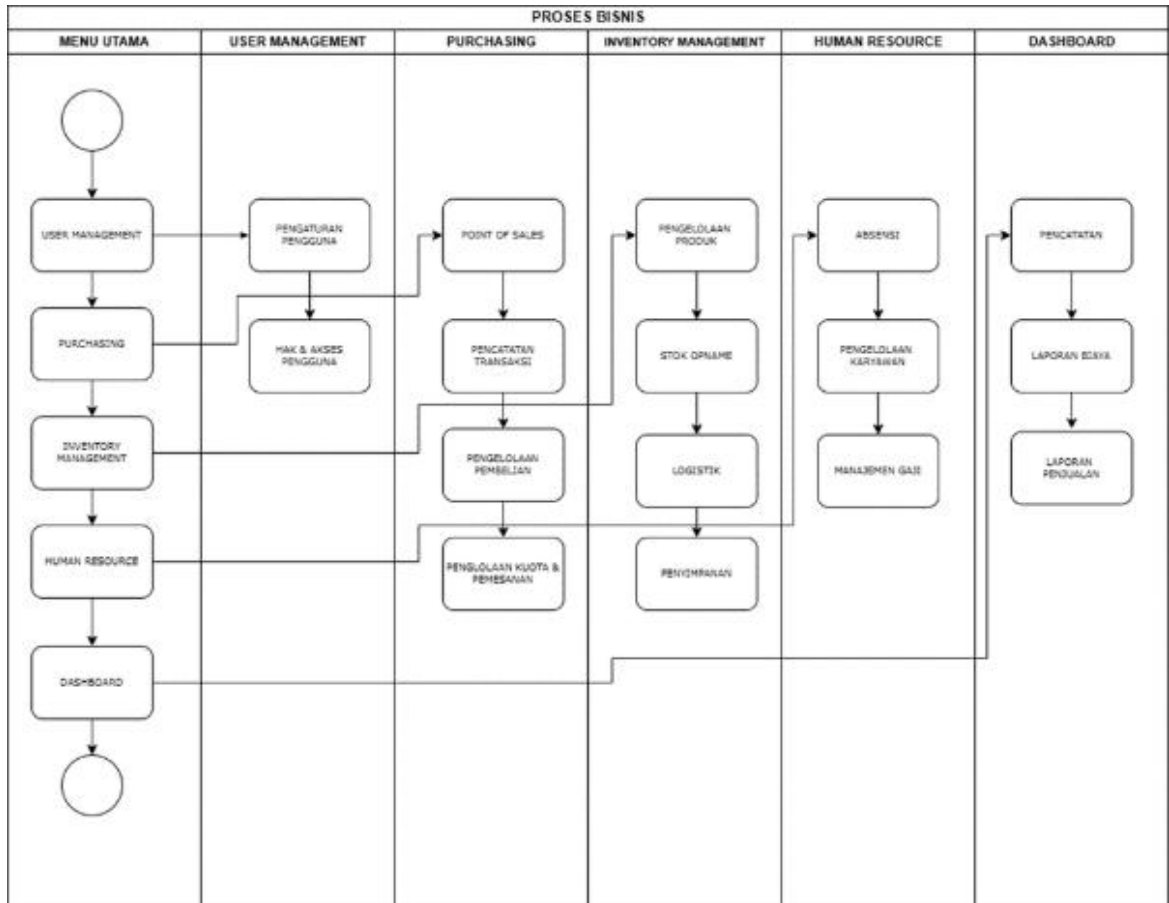 PROSES BISNIS
MENU UTAMA
USER MANAGEMENT
PURCHASING
INVENTORY MANAGEMENT
HUMAN RESOURCE
DASHBOARD
USER MANAGEMENT
PURCHASING
INVENTORY
MANAGEMENT
HUMAN RESOURCE
DASHBOARD
PENGATURAN
PENGGUNA
HAK & AKSES
PENGGUNA
POINT OF SALES
PENCATATAN
TRANSAKSI
PENGELOLAAN
PEMBELIAN
PENGLOLAAN KUOTA &
PEMESANAN
PENGELOLAAN
PRODUK
STOK OPNAME
LOGISTIK
PENYIMPANAN
ABSENSI
PENGELOLAAN
KARYAWAN
MANAJEMEN GAJI
PENCATATAN
LAPORAN BIAYA
LAPORAN
PENJUALAN